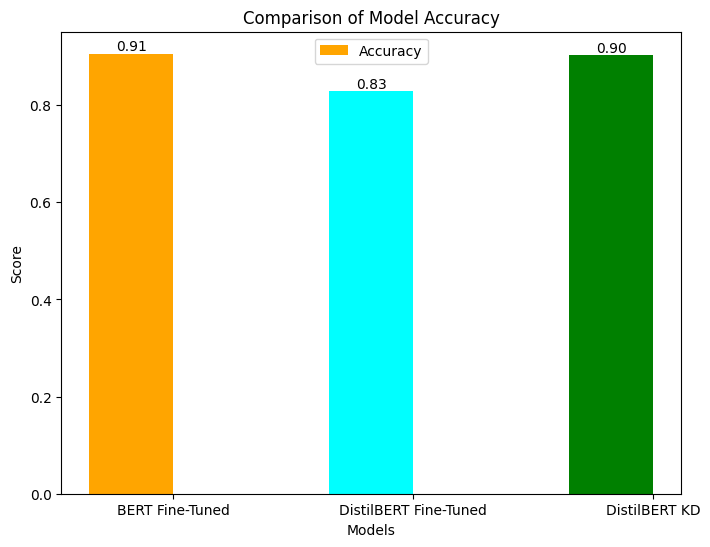 Comparison of Model Accuracy
0.91
Accuracy
0.83
0.90
0.8
0.6
0.4
0.2
0.0
Score
BERT Fine-Tuned
DistilBERT Fine-Tuned
DistilBERT KD
Models